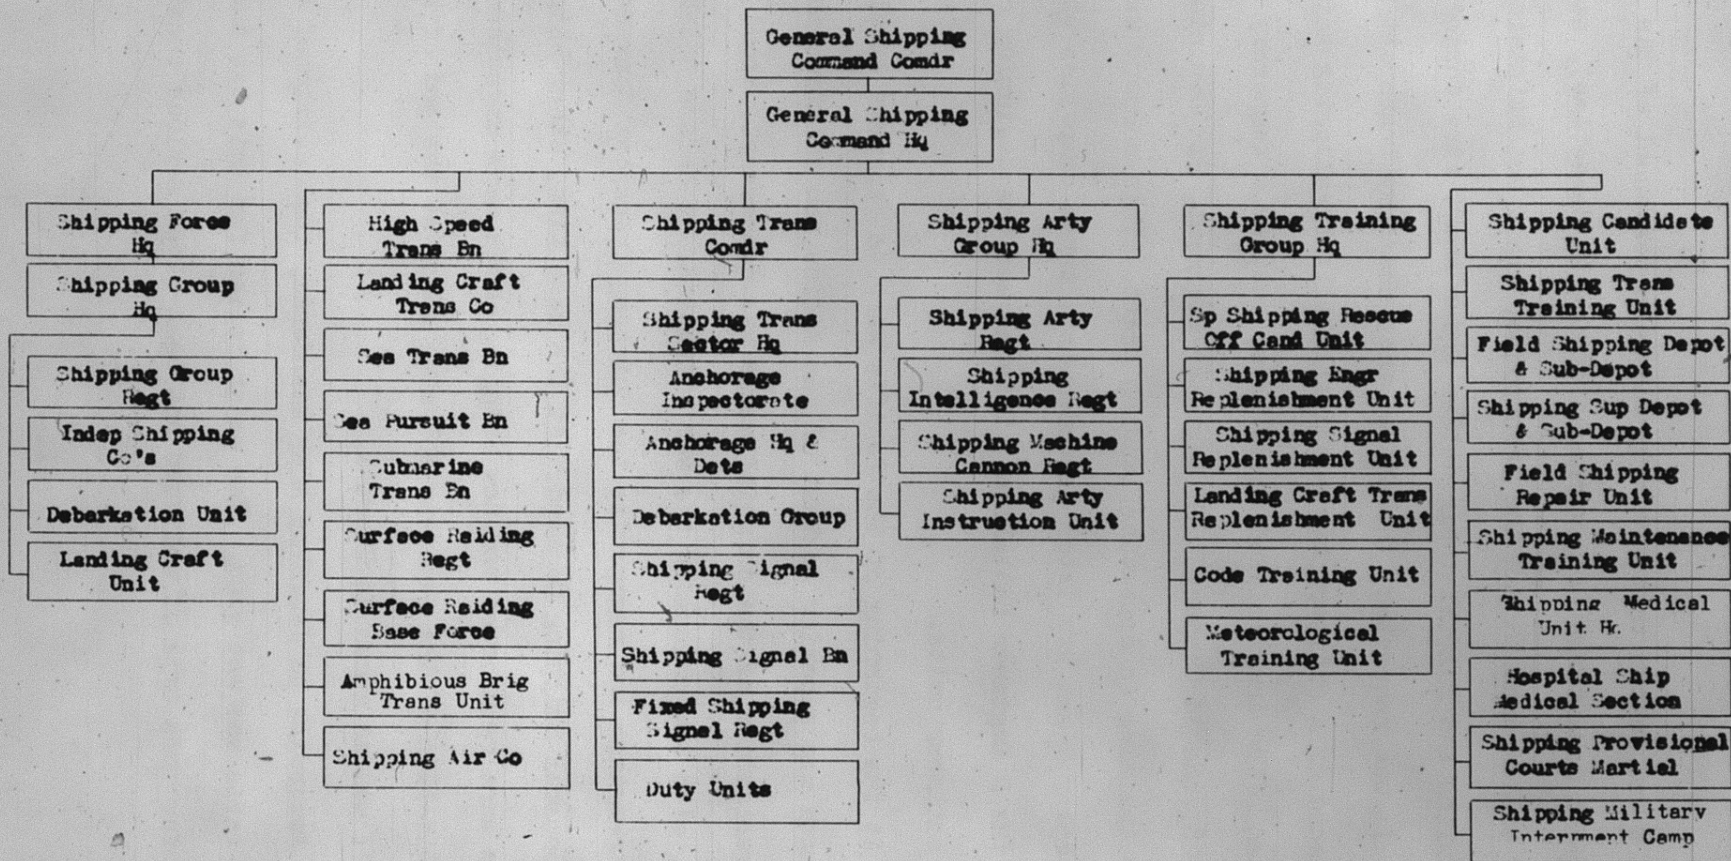 General Shipping
Command Comdr
General Shipping
Command Hq
Shipping Force
Hq
Shipping Group
Hq
Shipping Group
Regt
Indep Shipping
Co's
Debarkation Unit
Landing Craft
Unit
High Speed
Trans Bn
Landing Craft
Trans Co
Sea Trans Bn
Sea Pursuit Bn
Submarine
Trans Bn
Surface Raiding
Regt
Surface Raiding
Base Force
Amphibious Brig
Trans Unit
Shipping Air Co
Shipping Trans
Comdr
Shipping Trans
Sector Hq
Anchorage
Inspectorate
Anchorage Hq &
Dets
Debarkation Group
Shipping Signal
Regt
Shipping Signal Bn
Fixed Shipping
Signal Regt
Duty Units
Shipping Arty
Group Hq
Shipping Arty
Regt
Shipping
Intelligence Regt
Shipping Machine
Cannon Regt
Shipping Arty
Instruction Unit
Shipping Training
Group Hq
Sp Shipping Rescue
Off Cand Unit
Shipping Engr
Replenishment Unit
Shipping Signal
Replenishment Unit
Landing Craft Trans
Replenishment Unit
Code Training Unit
Meteorological
Training Unit
Shipping Candidate
Unit
Shipping Trans
Training Unit
Field Shipping Depot
& Sub-Depot
Shipping Sup Depot
& Sub-Depot
Field Shipping
Repair Unit
Shipping Maintenance
Training Unit
Shipping Medical
Unit Hq
Hospital Ship
Medical Section
Shipping Provisional
Courts Martial
Shipping Military
Internment Camp